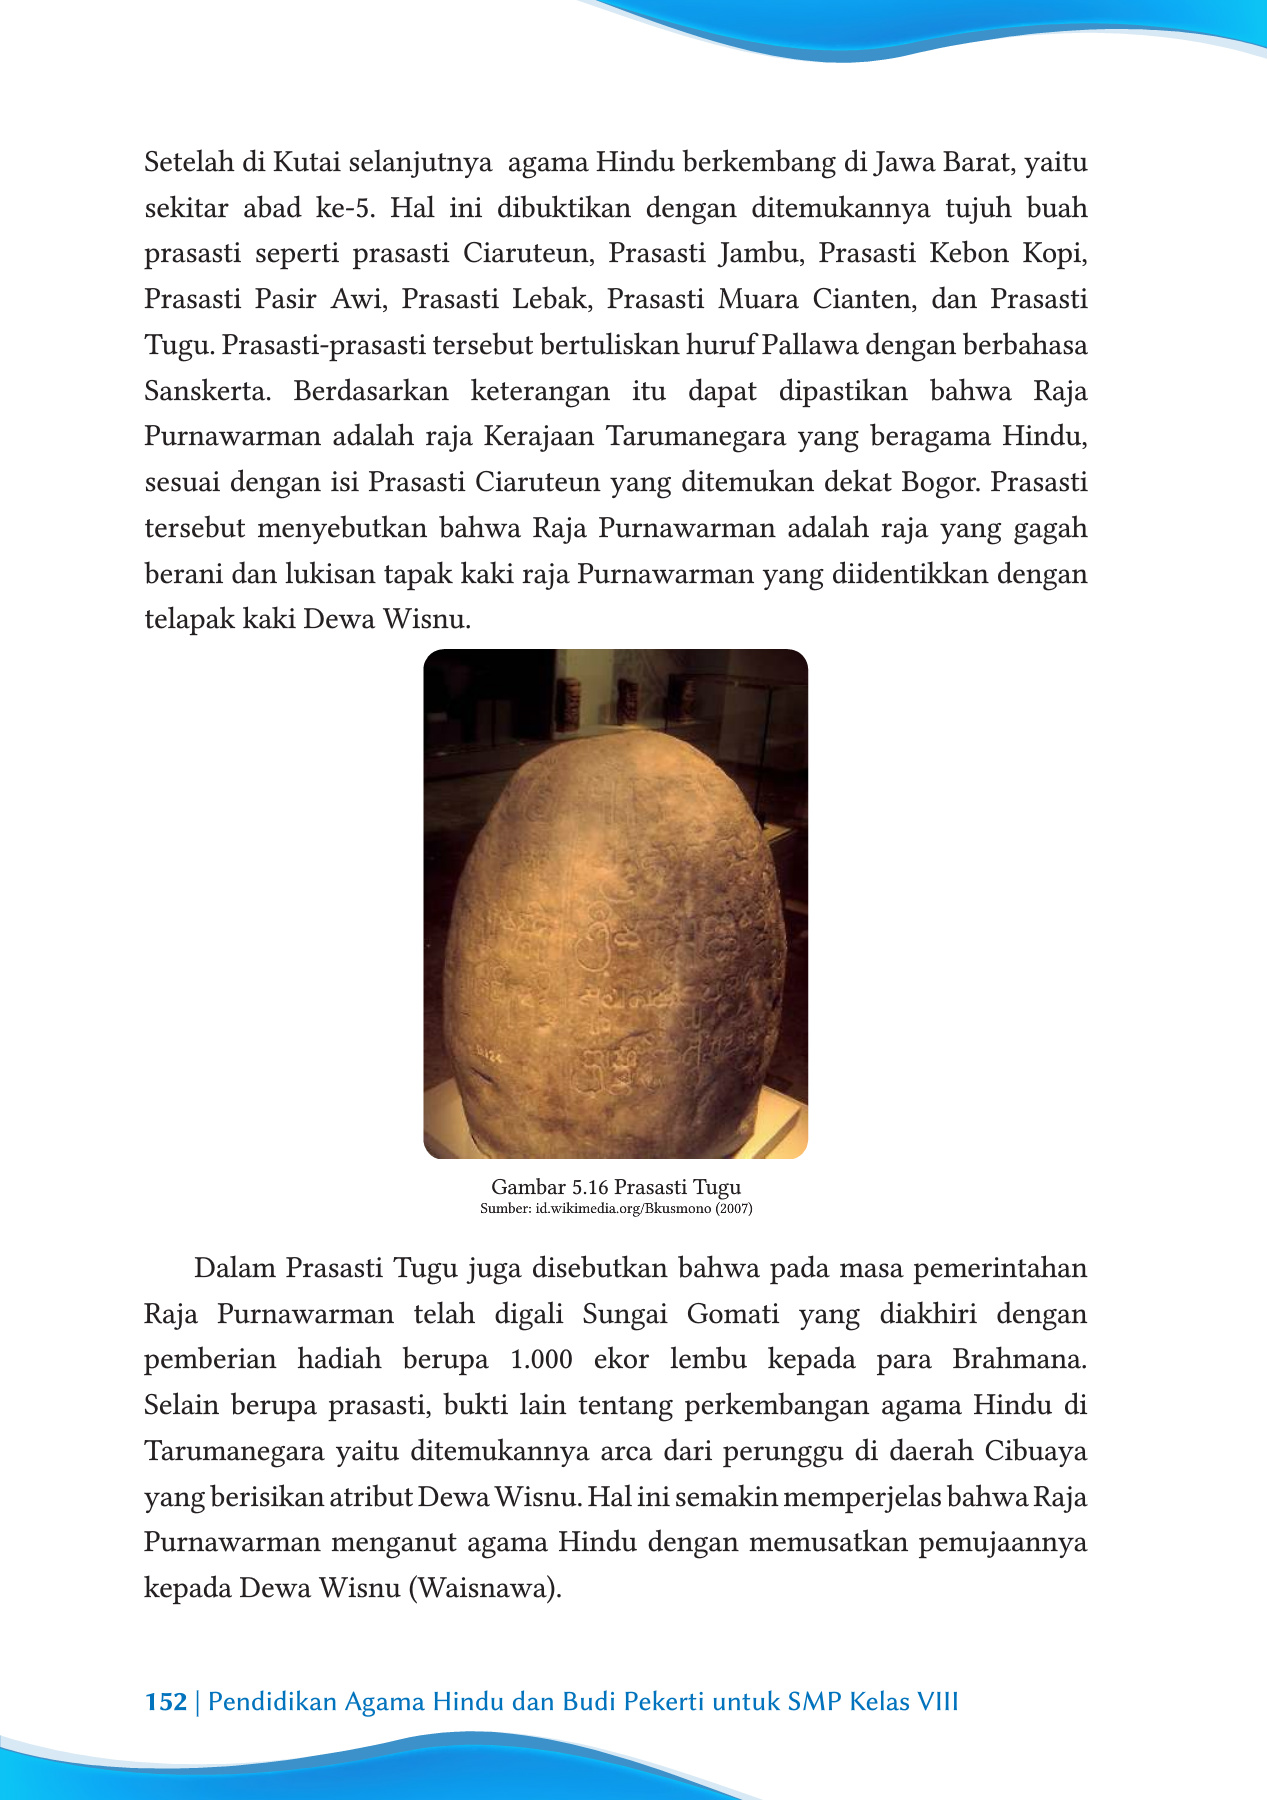 Setelah di Kutai selanjutnya  agama Hindu berkembang di Jawa Barat, yaitu
sekitar abad ke-5. Hal ini dibuktikan dengan ditemukannya tujuh buah
prasasti seperti prasasti Ciaruteun, Prasasti Jambu, Prasasti Kebon Kopi,
Prasasti Pasir Awi, Prasasti Lebak, Prasasti Muara Cianten, dan Prasasti
Tugu. Prasasti-prasasti tersebut bertuliskan huruf Pallawa dengan berbahasa
Sanskerta. Berdasarkan keterangan itu dapat dipastikan bahwa Raja
Purnawarman adalah raja Kerajaan Tarumanegara yang beragama Hindu,
sesuai dengan isi Prasasti Ciaruteun yang ditemukan dekat Bogor. Prasasti
tersebut menyebutkan bahwa Raja Purnawarman adalah raja yang gagah
berani dan lukisan tapak kaki raja Purnawarman yang diidentikkan dengan
telapak kaki Dewa Wisnu.
Gambar 5.16 Prasasti Tugu
Sumber: id.wikimedia.org/Bkusmono (2007)
Dalam Prasasti Tugu juga disebutkan bahwa pada masa pemerintahan
Raja Purnawarman telah digali Sungai Gomati yang diakhiri dengan
pemberian hadiah berupa 1.000 ekor lembu kepada para Brahmana.
Selain berupa prasasti, bukti lain tentang perkembangan agama Hindu di
Tarumanegara yaitu ditemukannya arca dari perunggu di daerah Cibuaya
yang berisikan atribut Dewa Wisnu. Hal ini semakin memperjelas bahwa Raja
Purnawarman menganut agama Hindu dengan memusatkan pemujaannya
kepada Dewa Wisnu (Waisnawa).
152 | Pendidikan Agama Hindu dan Budi Pekerti untuk SMP Kelas VIII